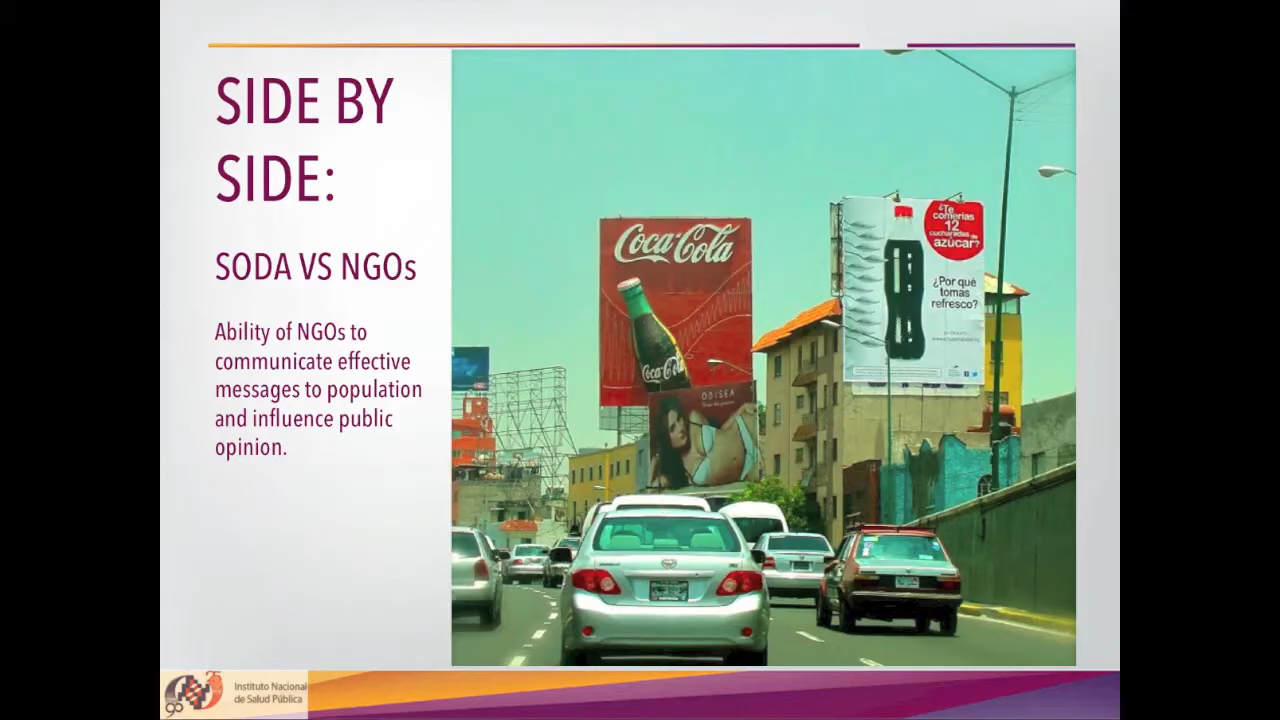 SIDE BY
SIDE:
SODA VS NGOs
Ability of NGOs to
communicate effective
messages to population
and influence public
opinion.
Coca-Cola
Coca-Cola
ODISEA
¿Te
comerías
12
cucharadas de
azúcar?
¿Por qué
tomas
refresco?
Instituto Nacional
de Salud Pública